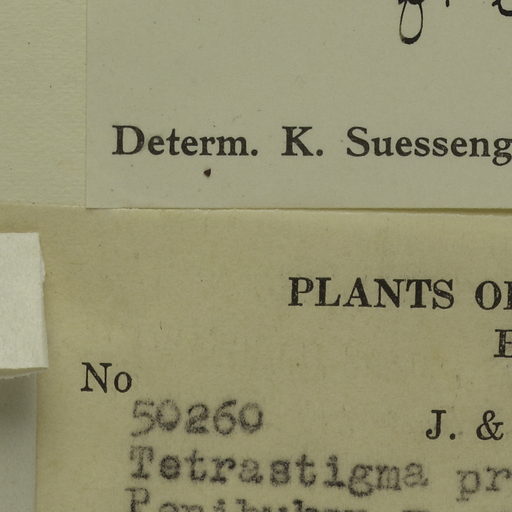 Determ. K. Suesseng
PLANTS O
No
50260
J. &
Tetrastigma pr